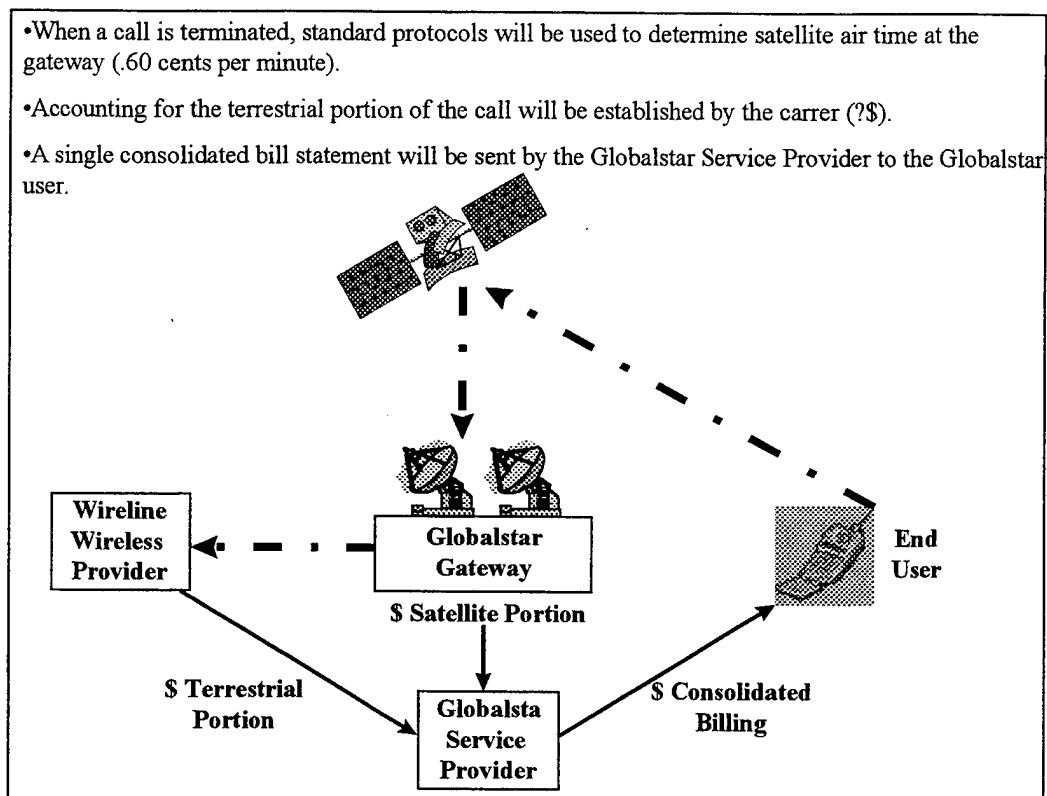 •When a call is terminated, standard protocols will be used to determine satellite air time at the
gateway (.60 cents per minute).
•Accounting for the terrestrial portion of the call will be established by the carrer (?$).
•A single consolidated bill statement will be sent by the Globalstar Service Provider to the Globalstar
user.
Wireline
Wireless
Provider
Globalstar
Gateway
End
User
$ Satellite Portion
$ Terrestrial
Portion
Globalsta
Service
Provider
$ Consolidated
Billing